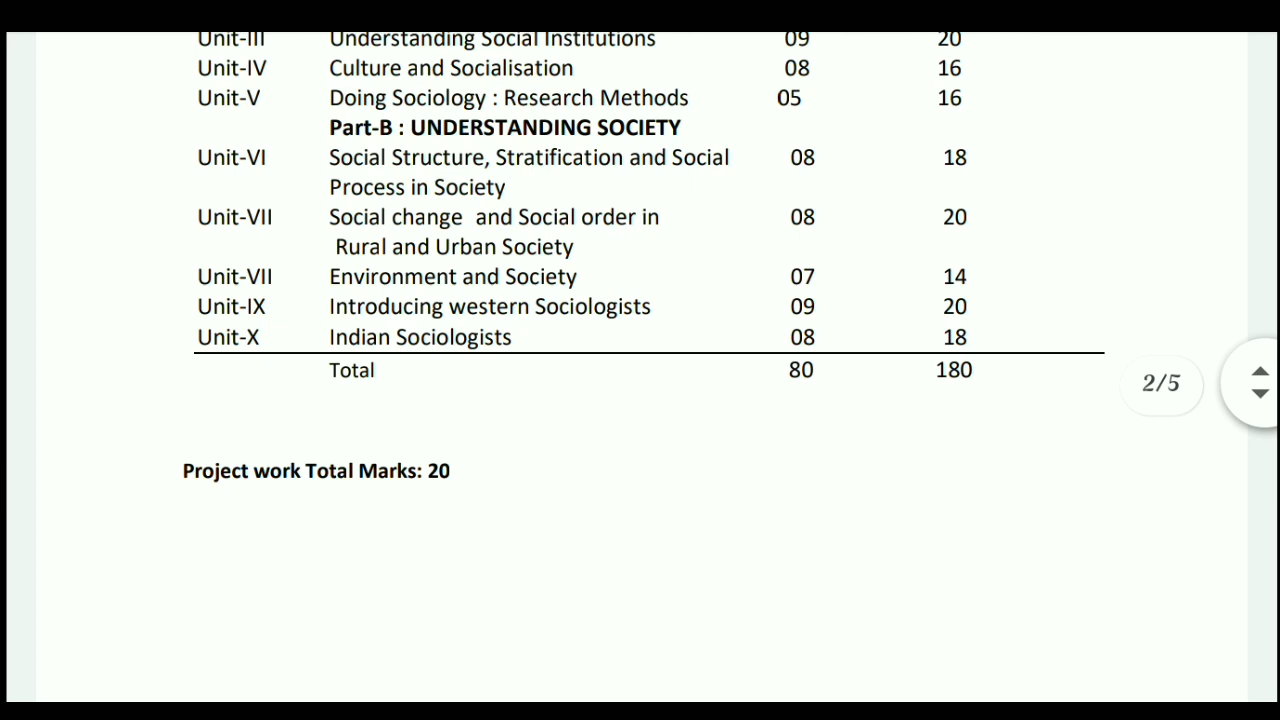 Unit-III Understanding Social Institutions 09 20
Unit-IV Culture and Socialisation 08 16
Unit-V Doing Sociology : Research Methods 05 16
Part-B : UNDERSTANDING SOCIETY
Unit-VI Social Structure, Stratification and Social 08 18
Process in Society
Unit-VII Social change and Social order in 08 20
Rural and Urban Society
Unit-VII Environment and Society 07 14
Unit-IX Introducing western Sociologists 09 20
Unit-X Indian Sociologists 08 18
Total 80 180
2/5
Project work Total Marks: 20